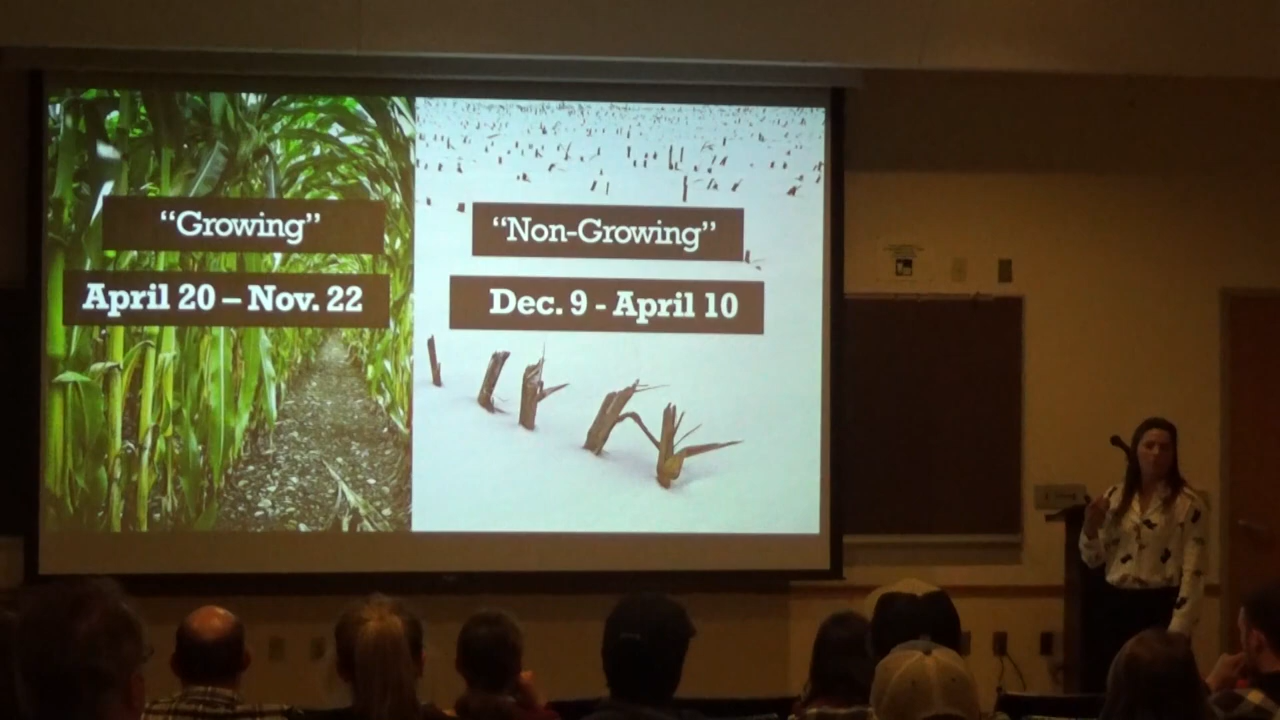 “Growing”
April 20 – Nov. 22
“Non-Growing”
Dec. 9 - April 10